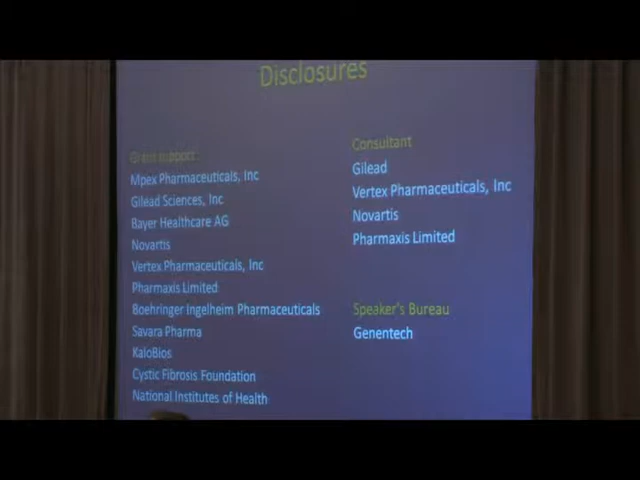 Disclosures
Grant support:
Mpex Pharmaceuticals, Inc
Gilead Sciences, Inc
Bayer Healthcare AG
Novartis
Vertex Pharmaceuticals, Inc
Pharmaxis Limited
Boehringer Ingelheim Pharmaceuticals
Savara Pharma
KaloBios
Cystic Fibrosis Foundation
National Institutes of Health
Consultant
Gilead
Vertex Pharmaceuticals, Inc
Novartis
Pharmaxis Limited
Speaker's Bureau
Genentech